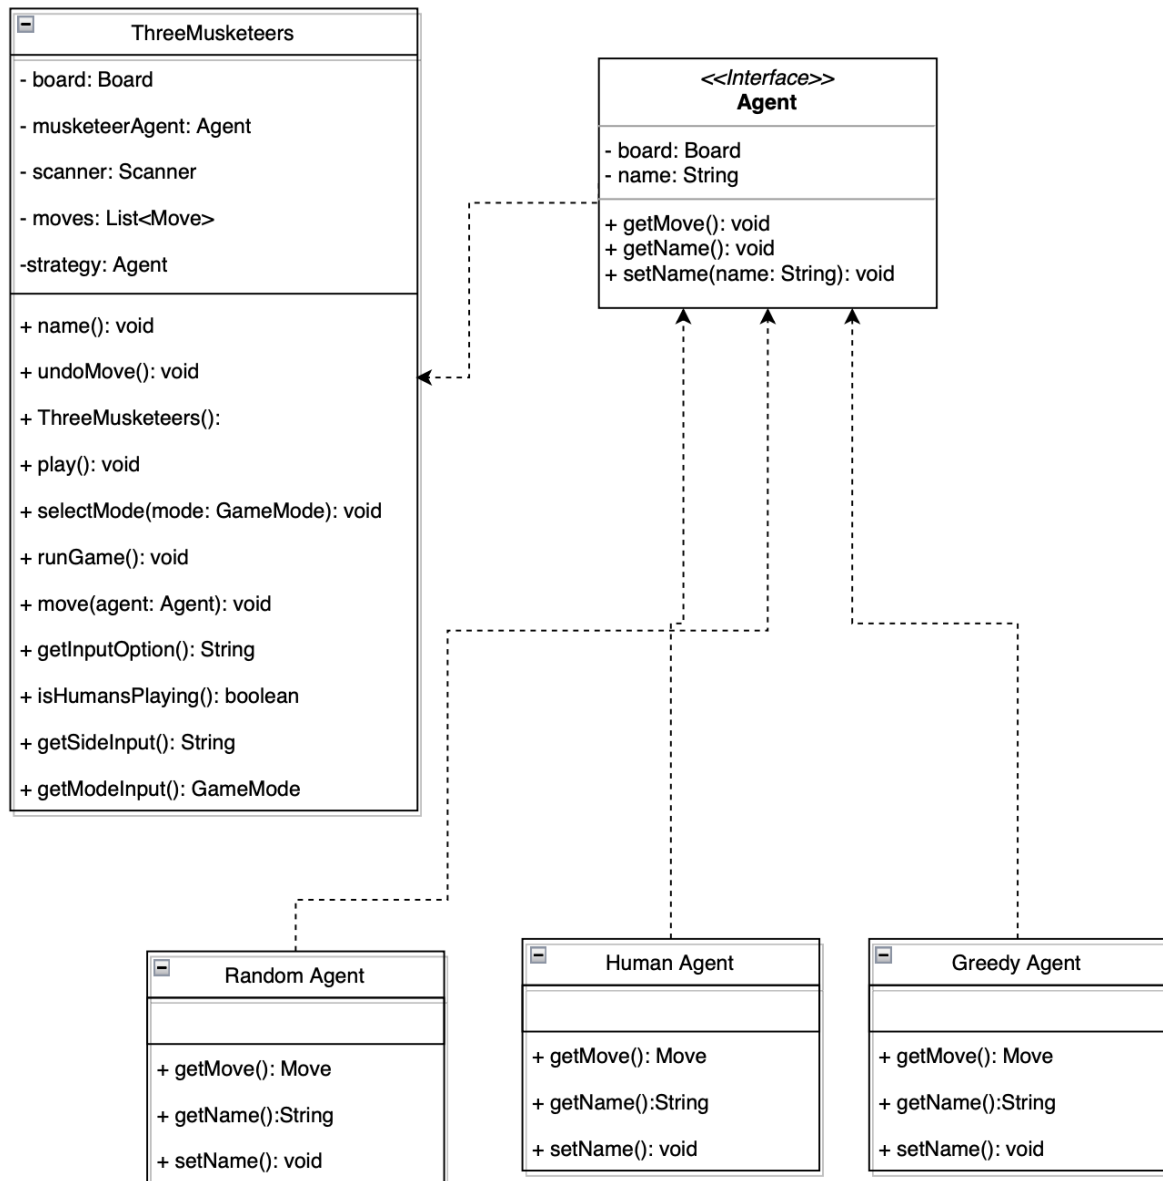 ThreeMusketeers
- board: Board
- musketeerAgent: Agent
- scanner: Scanner
- moves: List<Move>
-strategy: Agent
+ name(): void
+ undoMove(): void
+ ThreeMusketeers():
+ play(): void
+ selectMode(mode: GameMode): void
+ runGame(): void
+ move(agent: Agent): void
+ getInputOption(): String
+ isHumansPlaying(): boolean
+ getSideInput(): String
+ getModeInput(): GameMode
<<Interface>>
Agent
- board: Board
- name: String
+ getMove(): void
+ getName(): void
+ setName(name: String): void
Random Agent
+ getMove(): Move
+ getName():String
+ setName(): void
Human Agent
+ getMove(): Move
+ getName():String
+ setName(): void
Greedy Agent
+ getMove(): Move
+ getName():String
+ setName(): void